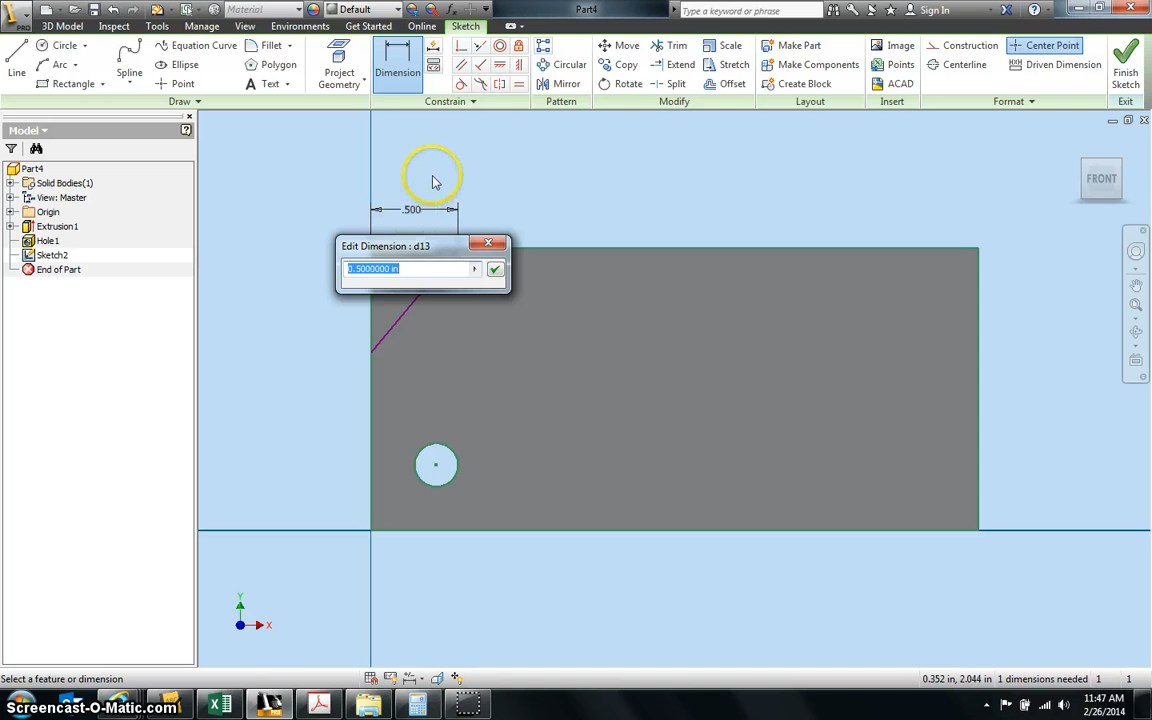 Material
Default
Part4
Type a keyword or phrase
Sign In
PRO
3D Model Inspect Tools Manage View Environments Get Started Vault Online Sketch
Line
Circle
Arc
Rectangle
Spline
Equation Curve
Ellipse
Point
Fillet
Polygon
Text
Project Geometry
Dimension
Circular
Mirror
Move
Copy
Rotate
Trim
Extend
Split
Scale
Stretch
Offset
Make Part
Make Components
Create Block
Image
Points
ACAD
Construction
Centerline
Center Point
Driven Dimension
Finish Sketch
Draw
Constrain
Pattern
Modify
Layout
Insert
Format
Exit
Model
Part4
Solid Bodies(1)
View: Master
Origin
Extrusion1
Hole1
Sketch2
End of Part
.500
Edit Dimension : d13
0.5000000 in
FRONT
Y
X
Select a feature or dimension
0.352 in, 2.044 in 1 dimensions needed 1 1
Screencast-O-Matic.com
11:47 AM
2/26/2014